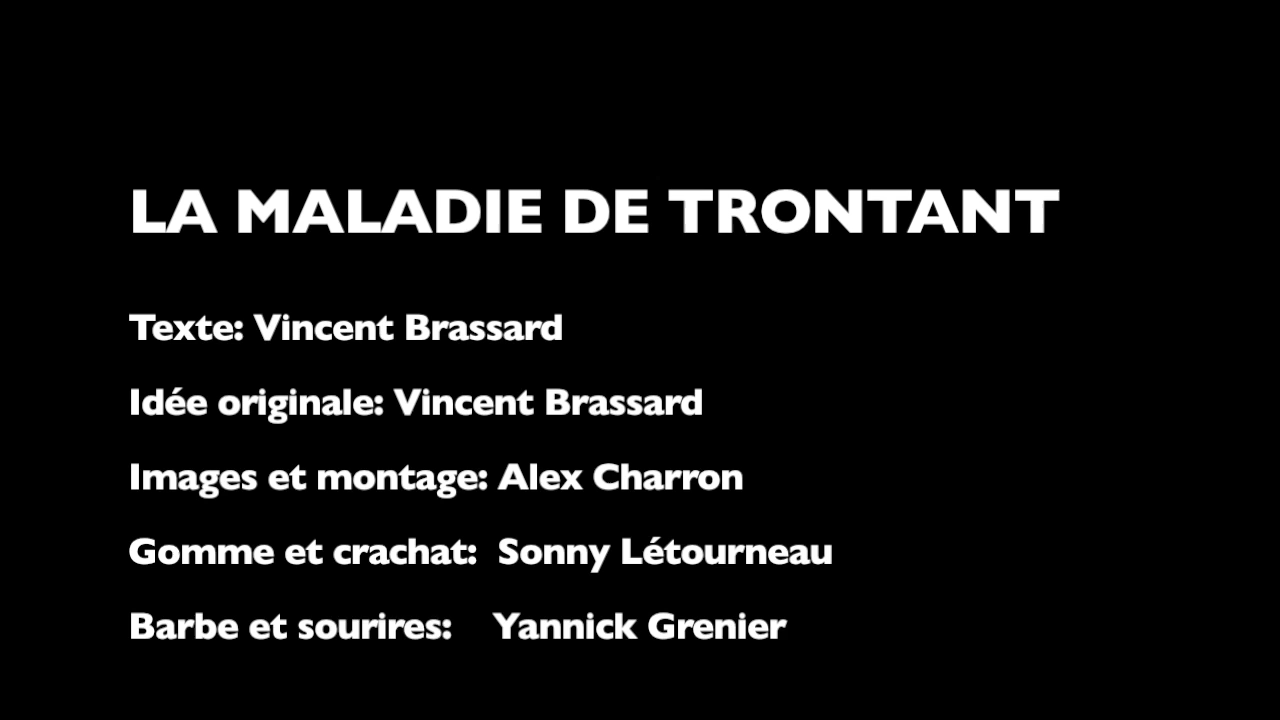 LA MALADIE DE TRONTANT
Texte: Vincent Brassard
Idée originale: Vincent Brassard
Images et montage: Alex Charron
Gomme et crachat: Sonny Létourneau
Barbe et sourires: Yannick Grenier